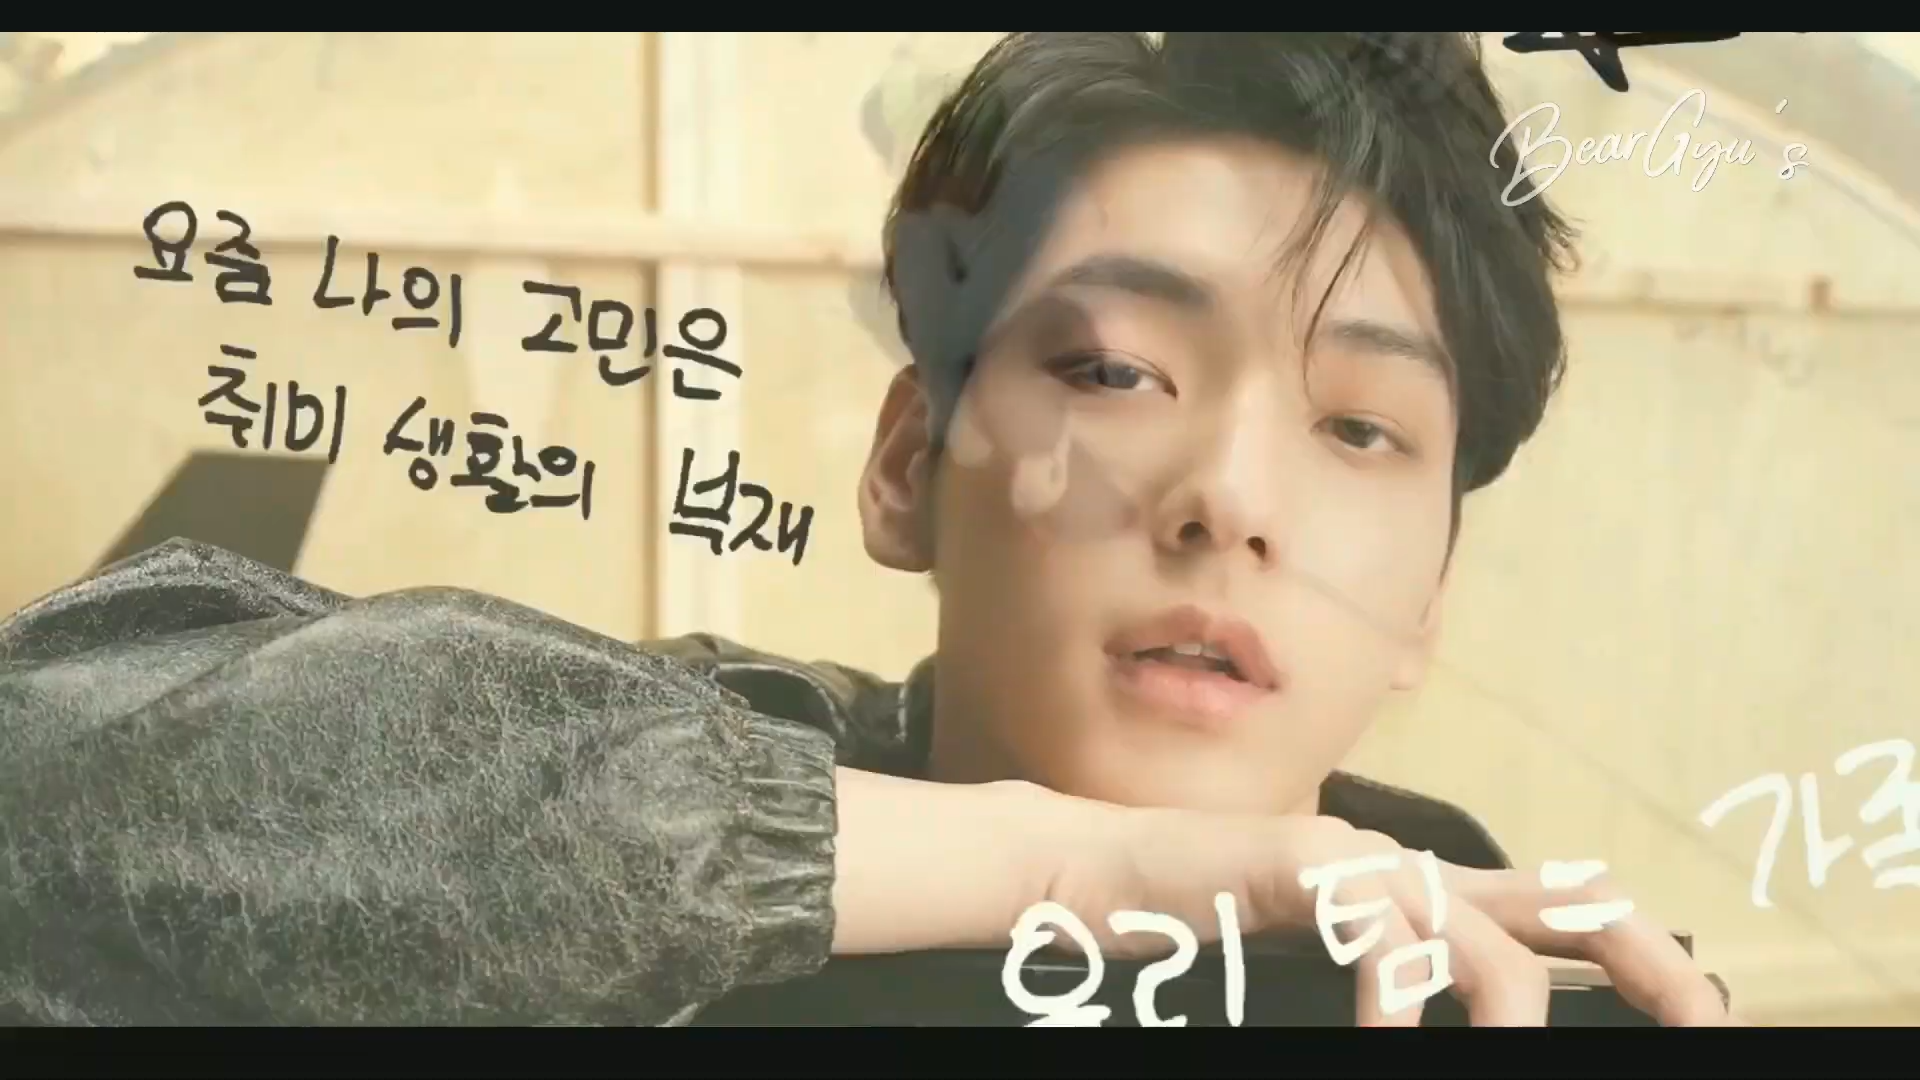 BearGyu's
요즘 나의 고민은
취미 생활의 부재
우리 팀 =